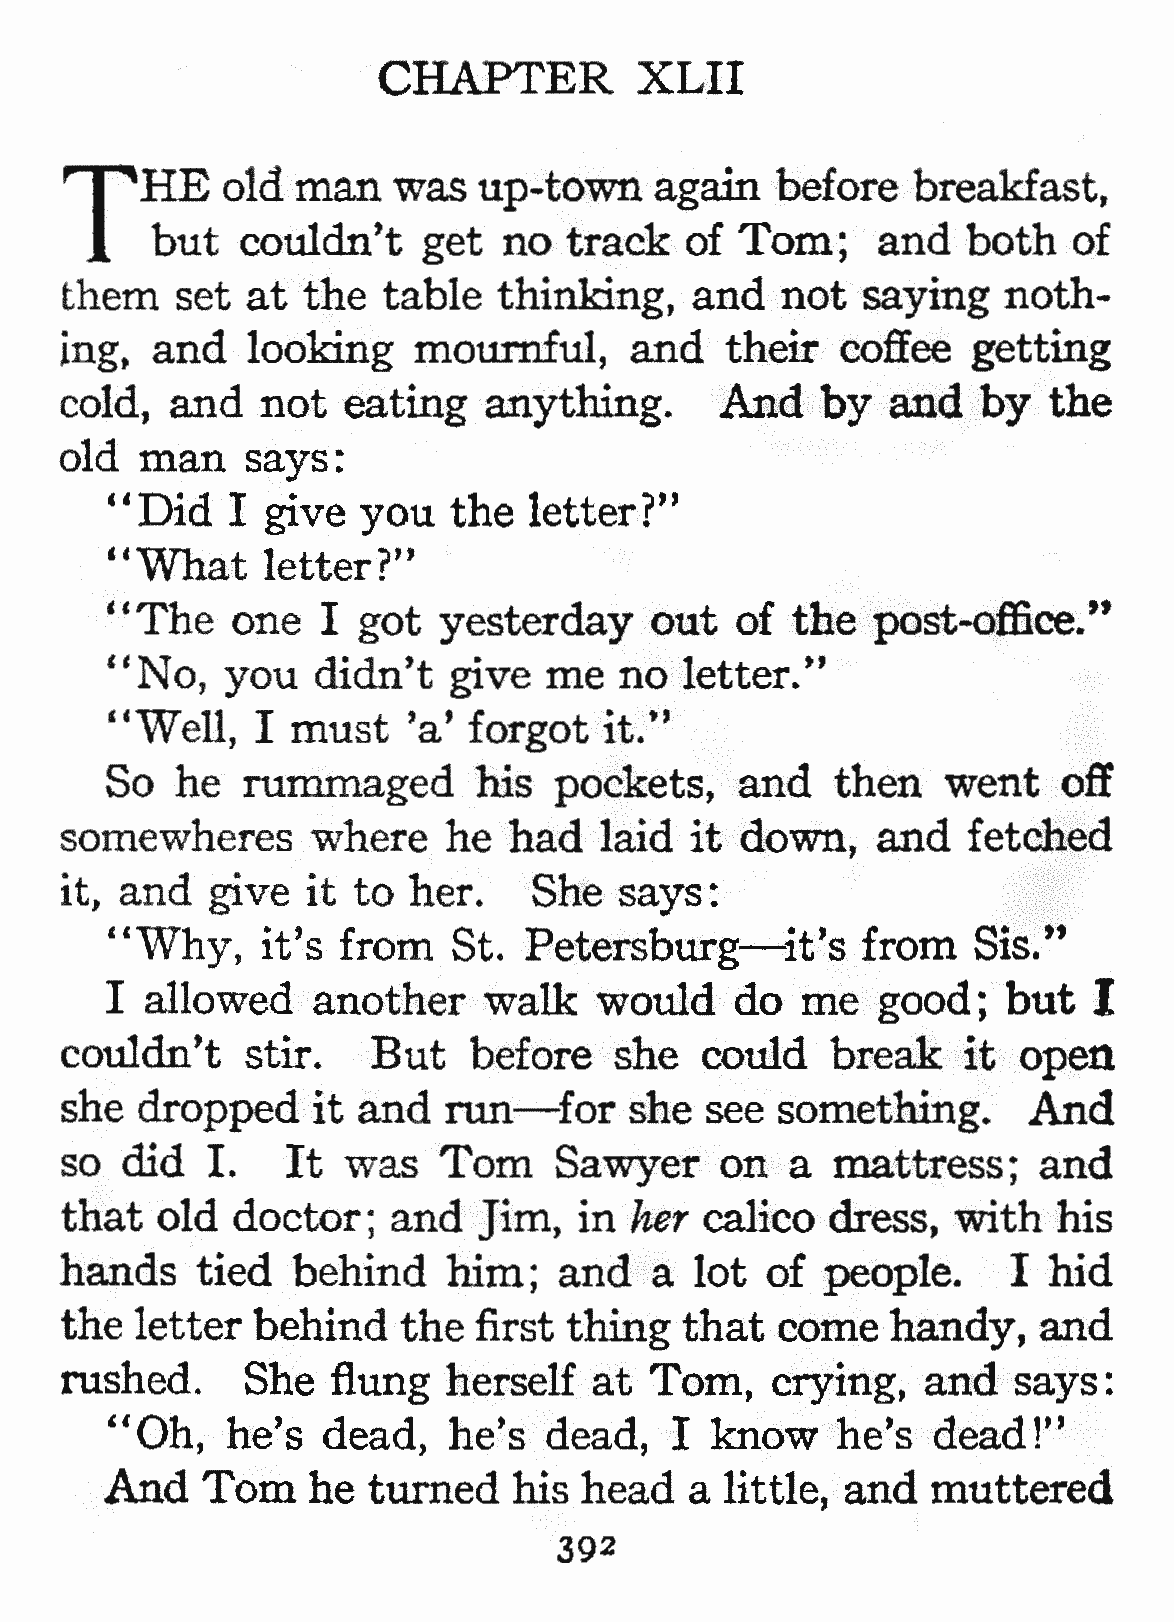 CHAPTER XLII
THE old man was up-town again before breakfast,
but couldn't get no track of Tom; and both of
them set at the table thinking, and not saying noth-
ing, and looking mournful, and their coffee getting
cold, and not eating anything. And by and by the
old man says:
"Did I give you the letter?"
"What letter?"
"The one I got yesterday out of the post-office."
"No, you didn't give me no letter."
"Well, I must 'a' forgot it."
So he rummaged his pockets, and then went off
somewheres where he had laid it down, and fetched
it, and give it to her. She says:
"Why, it's from St. Petersburg—it's from Sis."
I allowed another walk would do me good; but I
couldn't stir. But before she could break it open
she dropped it and run—for she see something. And
so did I. It was Tom Sawyer on a mattress; and
that old doctor; and Jim, in her calico dress, with his
hands tied behind him; and a lot of people. I hid
the letter behind the first thing that come handy, and
rushed. She flung herself at Tom, crying, and says:
"Oh, he's dead, he's dead, I know he's dead!"
And Tom he turned his head a little, and muttered
392